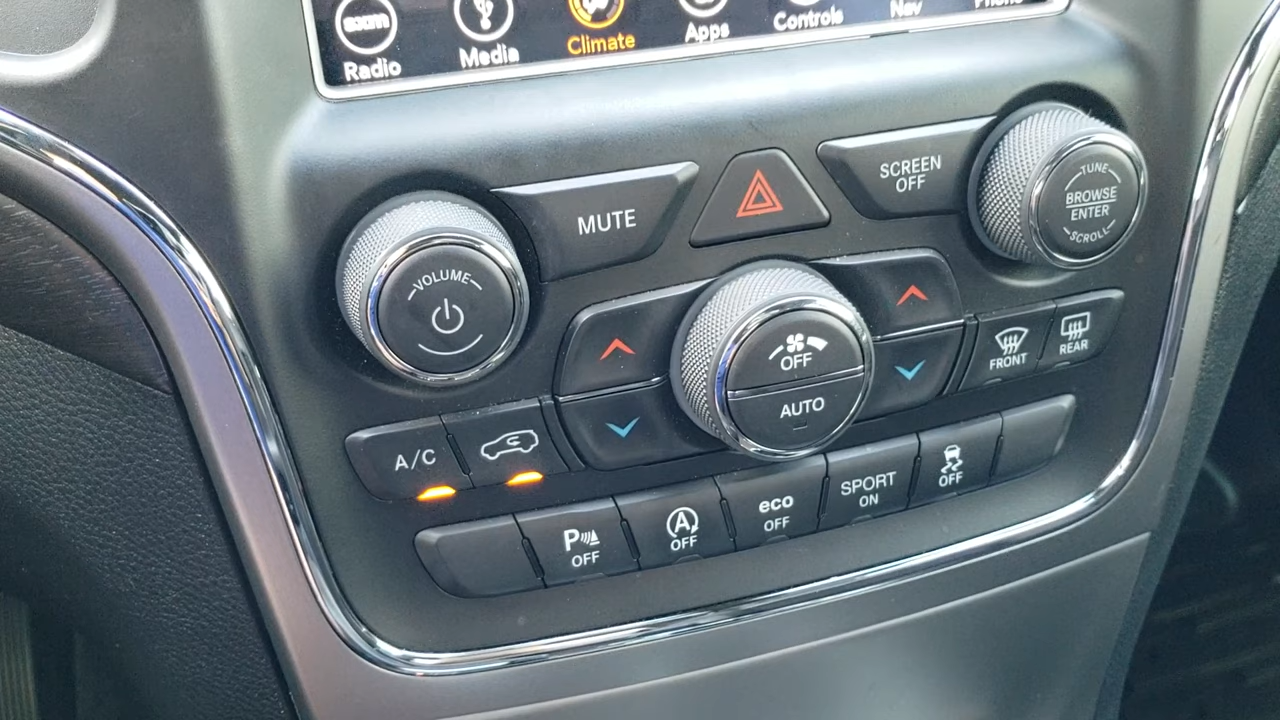 sxm
Radio
Media
Climate
Apps
Controls
Nav
Phone
MUTE
SCREEN
OFF
TUNE
BROWSE
ENTER
SCROLL
VOLUME
OFF
AUTO
FRONT
REAR
A/C
P
OFF
A
OFF
eco
OFF
SPORT
ON
OFF